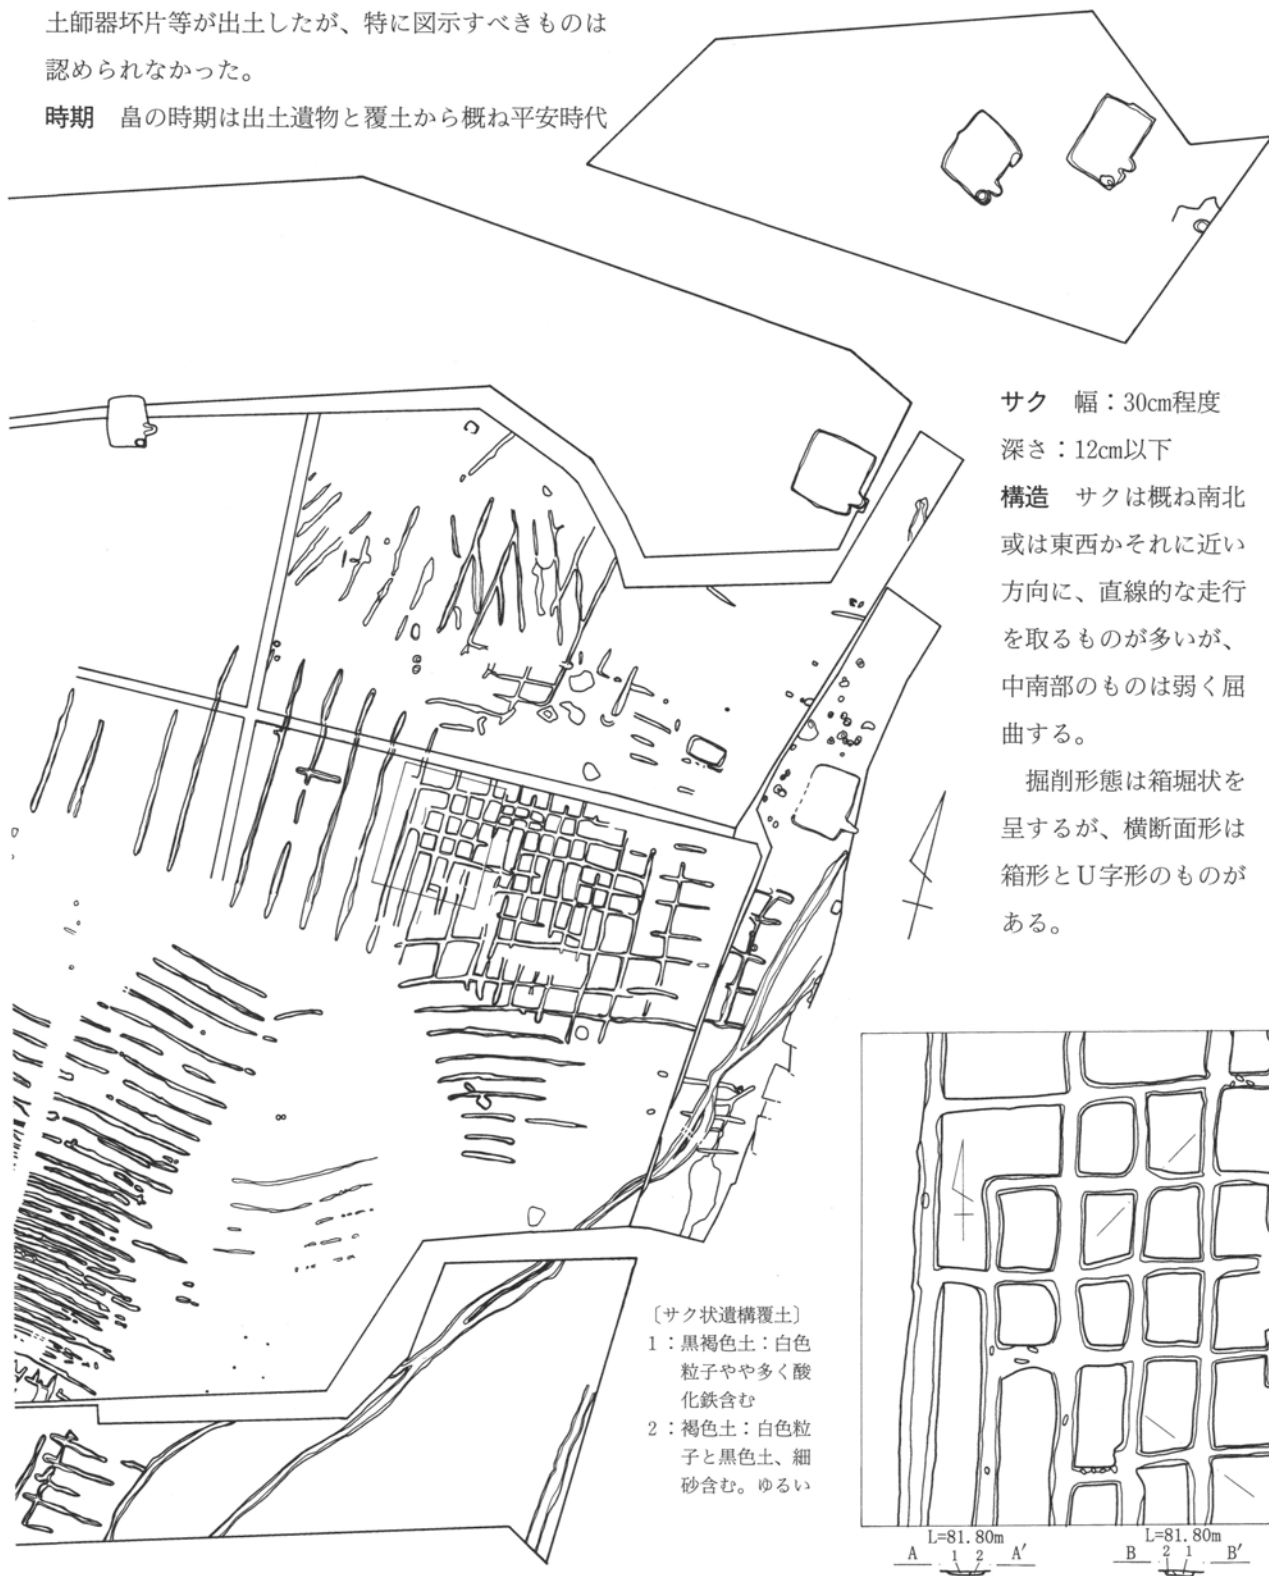 土師器坏片等が出土したが、特に図示すべきものは
認められなかった。
時期　畠の時期は出土遺物と覆土から概ね平安時代
サク　幅：30cm程度
深さ：12cm以下
構造　サクは概ね南北
或は東西かそれに近い
方向に、直線的な走行
を取るものが多いが、
中南部のものは弱く屈
曲する。
　掘削形態は箱堀状を
呈するが、横断面形は
箱形とU字形のものが
ある。
〔サク状遺構覆土〕
1：黒褐色土：白色
粒子やや多く酸
化鉄含む
2：褐色土：白色粒
子と黒色土、細
砂含む。ゆるい
L=81.80m
A 1 2 A′
L=81.80m
B 2 1 B′